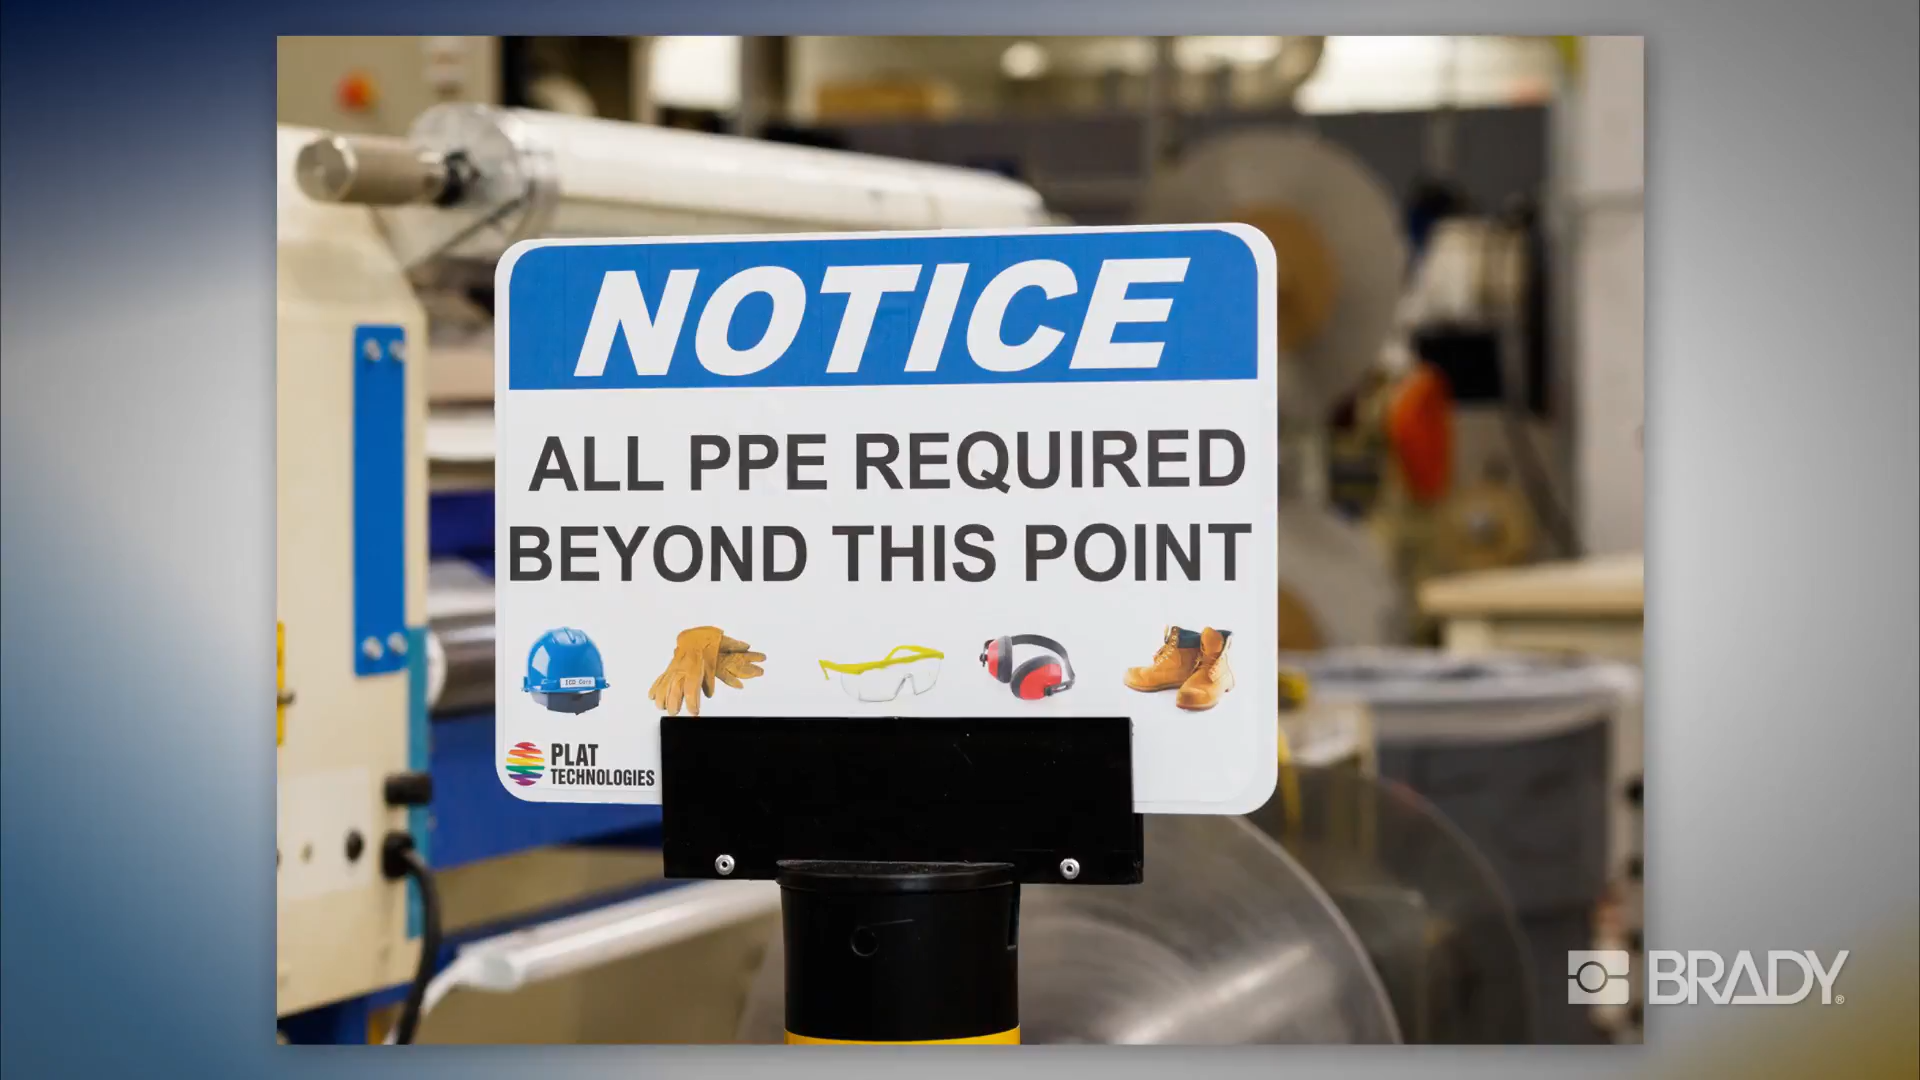 NOTICE
ALL PPE REQUIRED
BEYOND THIS POINT
PLAT
TECHNOLOGIES
BRADY®